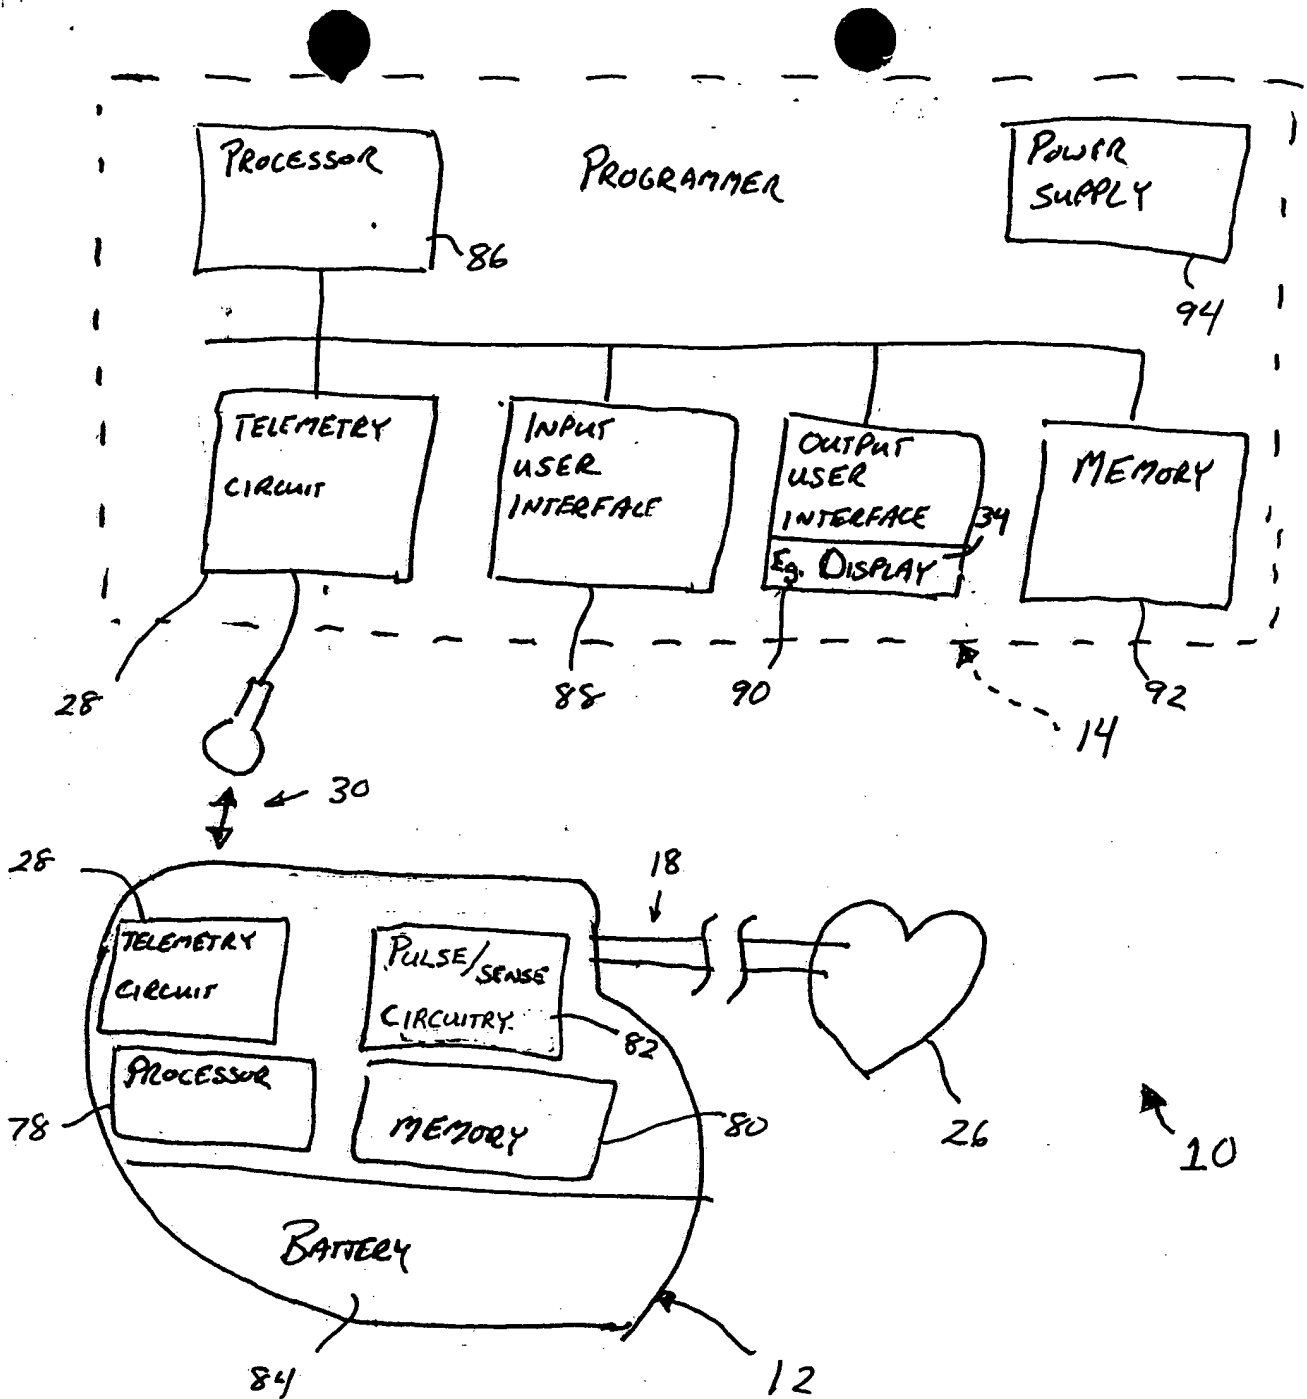 PROCESSOR
PROGRAMMER
POWER
SUPPLY
86
94
TELEMETRY
CIRCUIT
INPUT
USER
INTERFACE
OUTPUT
USER
INTERFACE
34
Eg. DISPLAY
MEMORY
28
88
90
92
14
30
28
18
TELEMETRY
CIRCUIT
PULSE/SENSE
CIRCUITRY
82
PROCESSOR
78
MEMORY
80
26
10
BATTERY
84
12